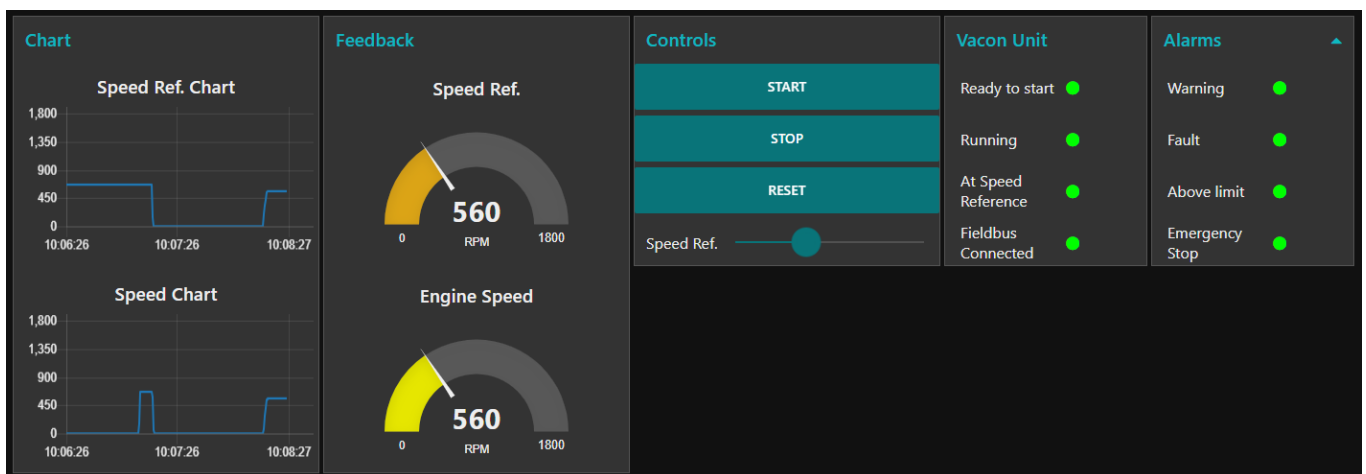 Chart
Speed Ref. Chart
1,800
1,350
900
450
0
10:06:26 10:07:26 10:08:27
Speed Chart
1,800
1,350
900
450
0
10:06:26 10:07:26 10:08:27
Feedback
Speed Ref.
560
0 RPM 1800
Engine Speed
560
0 RPM 1800
Controls
START
STOP
RESET
Speed Ref.
Vacon Unit
Ready to start
Running
At Speed
Reference
Fieldbus
Connected
Alarms
Warning
Fault
Above limit
Emergency
Stop